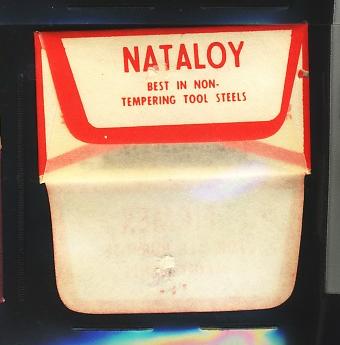 NATALOY
BEST IN NON-
TEMPERING TOOL STEELS